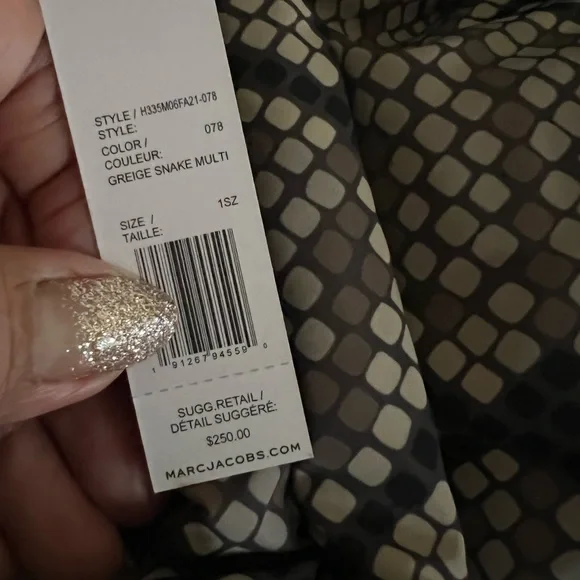 STYLE / H335M06FA21-078
STYLE:
COLOR / 078
COULEUR:
GREIGE SNAKE MULTI
SIZE / 1SZ
TAILLE:
1 91267 94559 0
SUGG.RETAIL /
DÉTAIL SUGGÈRÉ:
$250.00
MARCJACOBS.COM